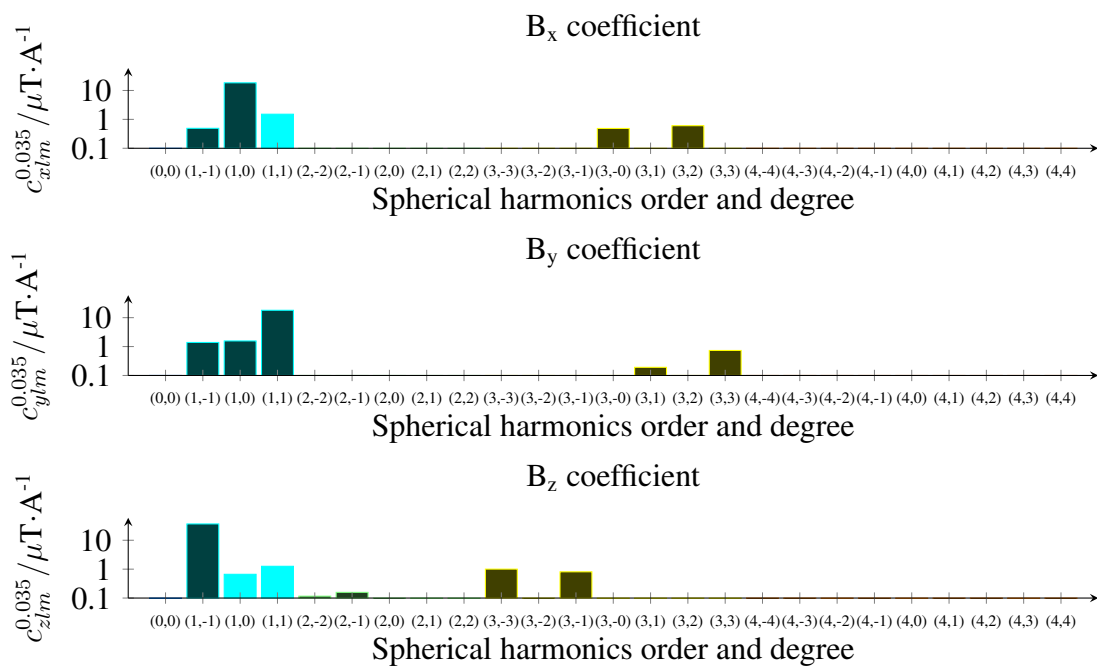 B_x coefficient
c_{xlm}^{0.035}/μT·A^{-1}
10
1
0.1
(0,0) (1,-1) (1,0) (1,1) (2,-2) (2,-1) (2,0) (2,1) (2,2) (3,-3) (3,-2) (3,-1) (3,-0) (3,1) (3,2) (3,3) (4,-4) (4,-3) (4,-2) (4,-1) (4,0) (4,1) (4,2) (4,3) (4,4)
Spherical harmonics order and degree
B_y coefficient
c_{ylm}^{0.035}/μT·A^{-1}
10
1
0.1
(0,0) (1,-1) (1,0) (1,1) (2,-2) (2,-1) (2,0) (2,1) (2,2) (3,-3) (3,-2) (3,-1) (3,-0) (3,1) (3,2) (3,3) (4,-4) (4,-3) (4,-2) (4,-1) (4,0) (4,1) (4,2) (4,3) (4,4)
Spherical harmonics order and degree
B_z coefficient
c_{zlm}^{0.035}/μT·A^{-1}
10
1
0.1
(0,0) (1,-1) (1,0) (1,1) (2,-2) (2,-1) (2,0) (2,1) (2,2) (3,-3) (3,-2) (3,-1) (3,-0) (3,1) (3,2) (3,3) (4,-4) (4,-3) (4,-2) (4,-1) (4,0) (4,1) (4,2) (4,3) (4,4)
Spherical harmonics order and degree